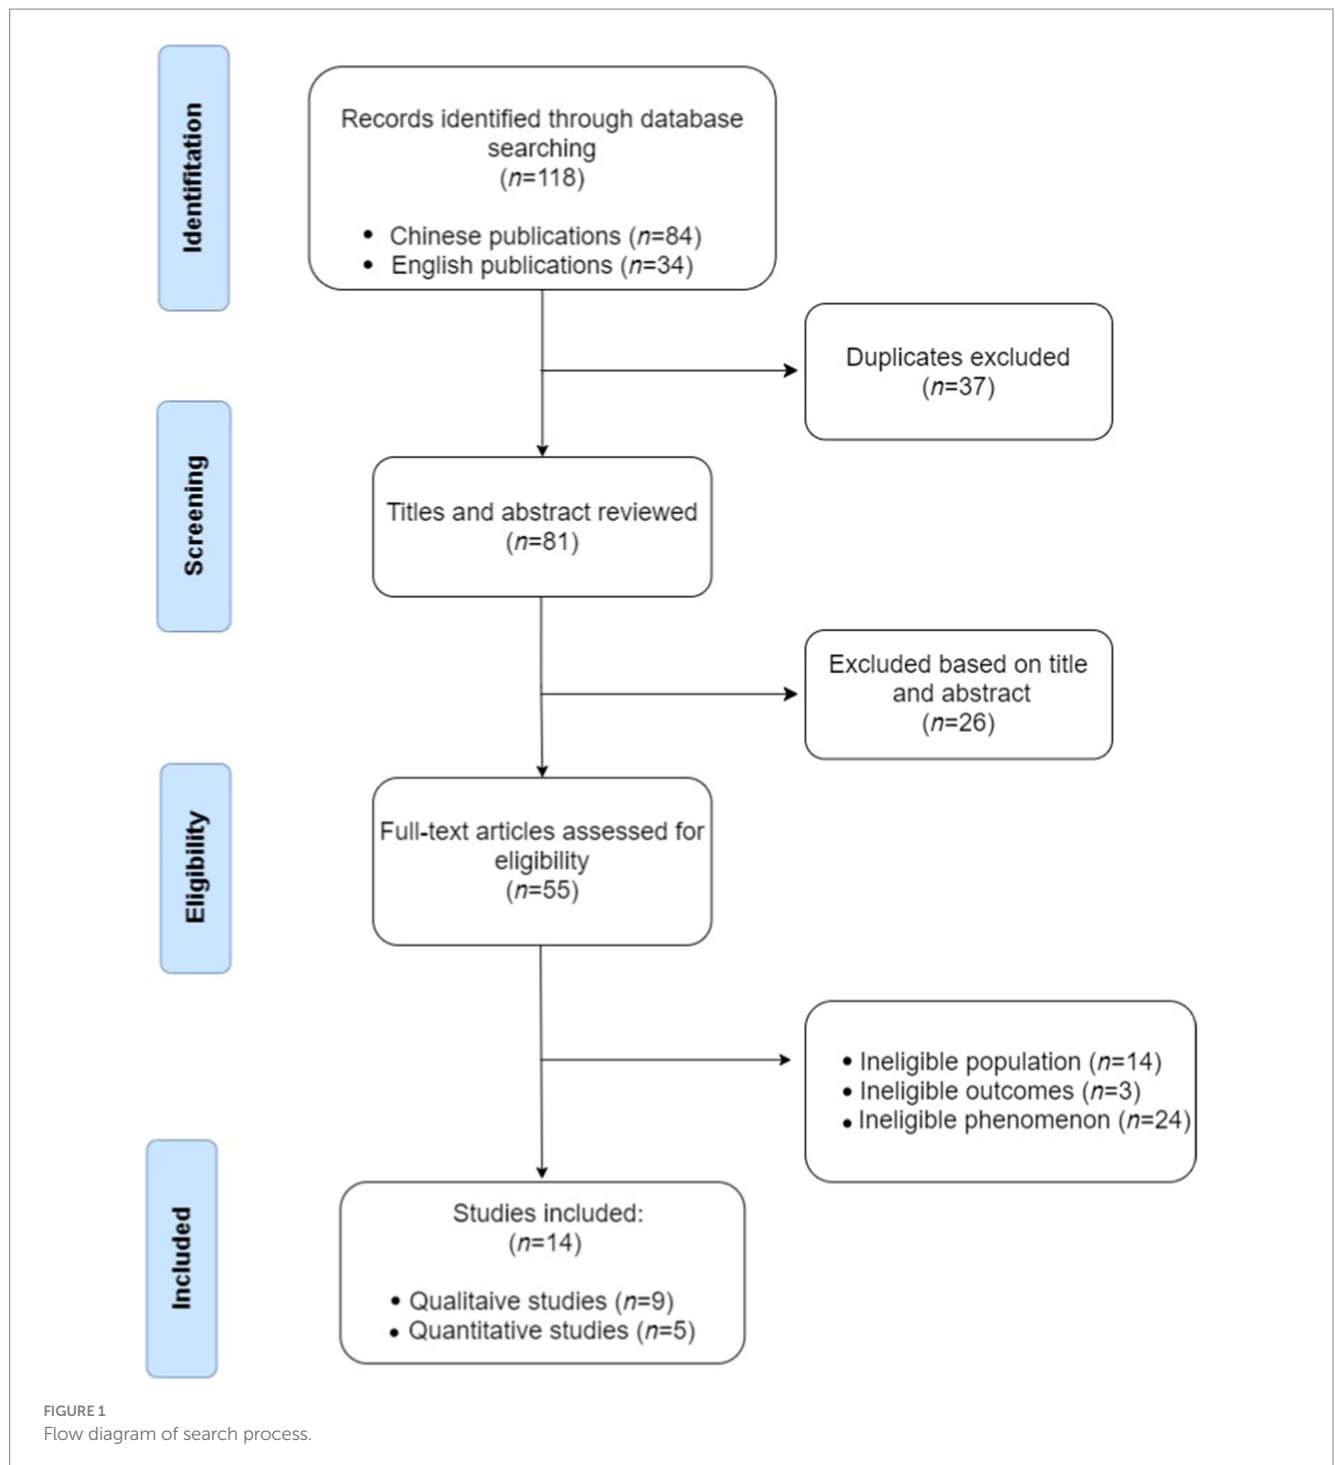 Identifitation
Records identified through database
searching
(n=118)
• Chinese publications (n=84)
• English publications (n=34)
Duplicates excluded
(n=37)
Screening
Titles and abstract reviewed
(n=81)
Excluded based on title
and abstract
(n=26)
Eligibility
Full-text articles assessed for
eligibility
(n=55)
• Ineligible population (n=14)
• Ineligible outcomes (n=3)
• Ineligible phenomenon (n=24)
Included
Studies included:
(n=14)
• Qualitaive studies (n=9)
• Quantitative studies (n=5)
FIGURE 1
Flow diagram of search process.